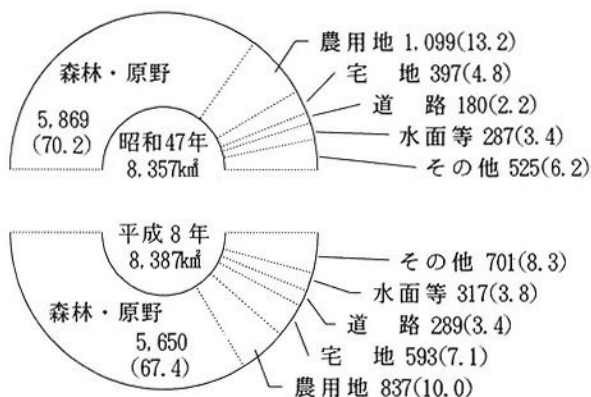 農用地 1.099(13.2)
森林・原野
宅 地 397(4.8)
5,869
(70.2)
道 路 180(2.2)
昭和47年
水面等 287(3.4)
8,357k㎡
その他 525(6.2)
平成8年
8,387k㎡
その他 701(8.3)
水面等 317(3.8)
森林・原野
道 路 289(3.4)
5,650
(67.4)
宅 地 593(7.1)
農用地 837(10.0)